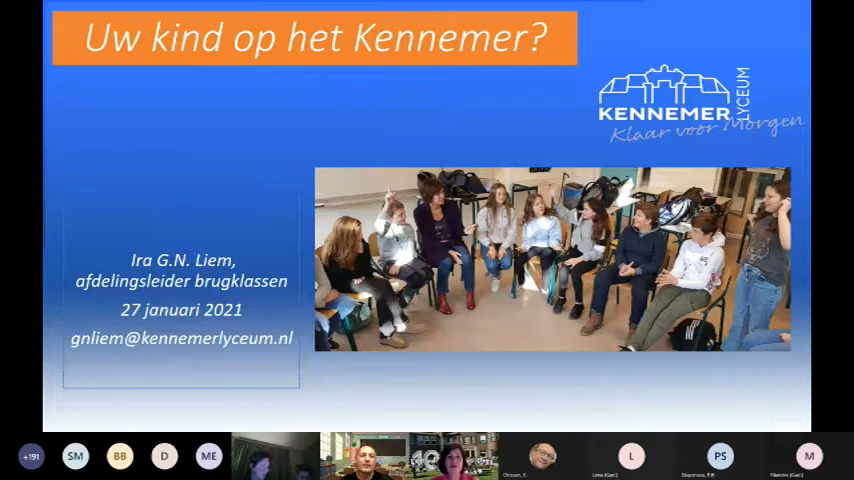 Uw kind op het Kennemer?
KENNEMER
LYCEUM
Klaar voor Morgen
Ira G.N. Liem,
afdelingsleider brugklassen
27 januari 2021
gnliem@kennemerlyceum.nl
+191
SM
BB
D
ME
L
PS
M